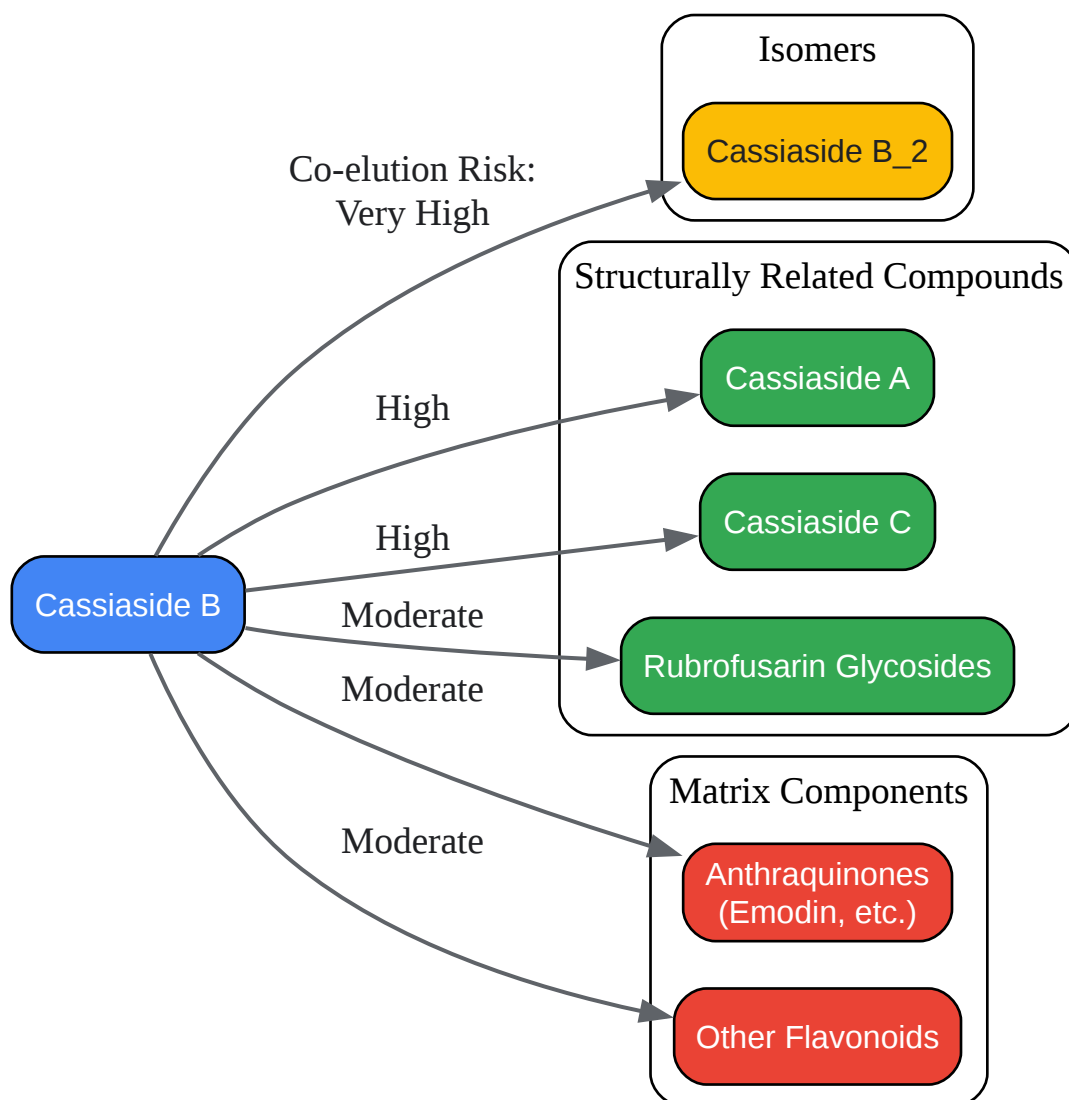 Isomers
Cassiaside B_2
Co-elution Risk:
Very High
Structurally Related Compounds
Cassiaside A
High
Cassiaside C
High
Cassiaside B
Moderate
Rubrofusarin Glycosides
Moderate
Matrix Components
Moderate
Anthraquinones
(Emodin, etc.)
Other Flavonoids